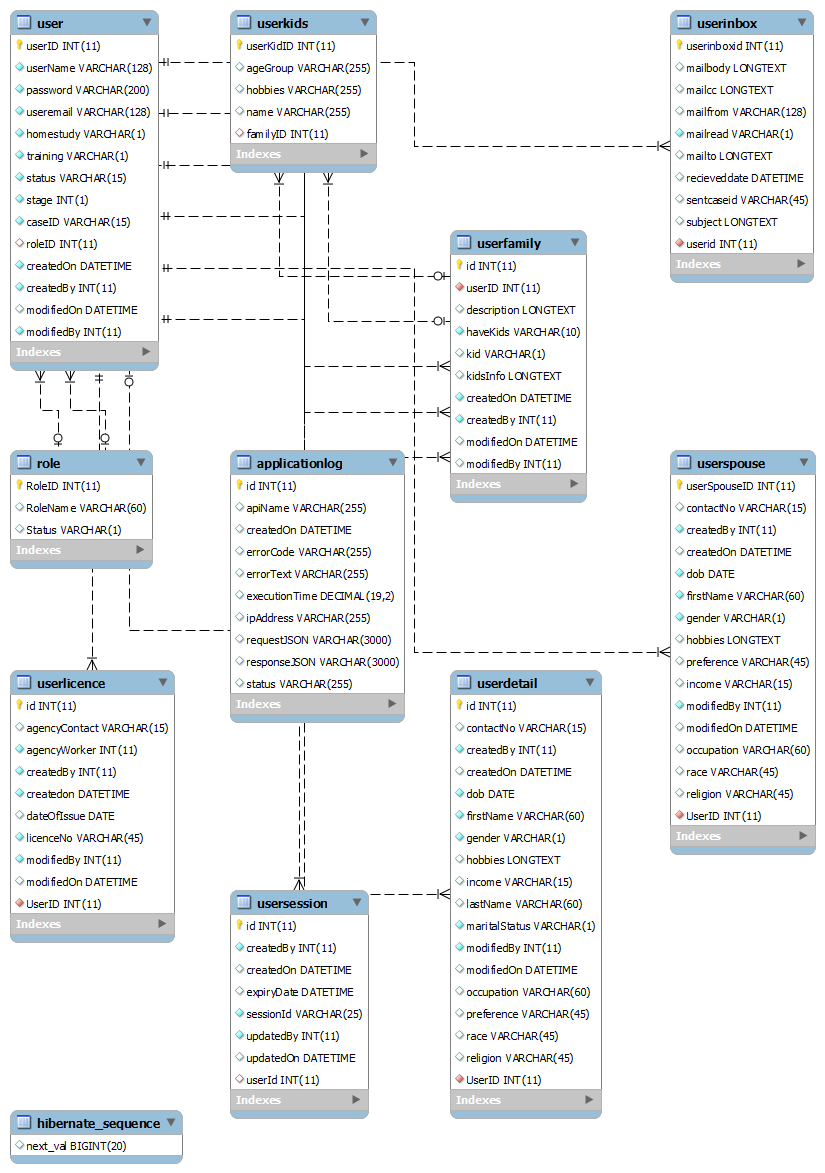 user
userID INT(11)
userName VARCHAR(128)
password VARCHAR(200)
useremail VARCHAR(128)
homestudy VARCHAR(1)
training VARCHAR(1)
status VARCHAR(15)
stage INT(1)
caseID VARCHAR(15)
roleID INT(11)
createdOn DATETIME
createdBy INT(11)
modifiedOn DATETIME
modifiedBy INT(11)
Indexes
userkids
userKidID INT(11)
ageGroup VARCHAR(255)
hobbies VARCHAR(255)
name VARCHAR(255)
familyID INT(11)
Indexes
userinbox
userinboxid INT(11)
mailbody LONGTEXT
mailcc LONGTEXT
mailfrom VARCHAR(128)
mailread VARCHAR(1)
mailto LONGTEXT
recieveddate DATETIME
sentcaseid VARCHAR(45)
subject LONGTEXT
userid INT(11)
Indexes
userfamily
id INT(11)
userID INT(11)
description LONGTEXT
haveKids VARCHAR(10)
kid VARCHAR(1)
kidsInfo LONGTEXT
createdOn DATETIME
createdBy INT(11)
modifiedOn DATETIME
modifiedBy INT(11)
Indexes
role
RoleID INT(11)
RoleName VARCHAR(60)
Status VARCHAR(1)
Indexes
applicationlog
id INT(11)
apiName VARCHAR(255)
createdOn DATETIME
errorCode VARCHAR(255)
errorText VARCHAR(255)
executionTime DECIMAL(19,2)
ipAddress VARCHAR(255)
requestJSON VARCHAR(3000)
responseJSON VARCHAR(3000)
status VARCHAR(255)
Indexes
userspouse
userSpouseID INT(11)
contactNo VARCHAR(15)
createdBy INT(11)
createdOn DATETIME
dob DATE
firstName VARCHAR(60)
gender VARCHAR(1)
hobbies LONGTEXT
preference VARCHAR(45)
income VARCHAR(15)
modifiedBy INT(11)
modifiedOn DATETIME
occupation VARCHAR(60)
race VARCHAR(45)
religion VARCHAR(45)
UserID INT(11)
Indexes
userlicence
id INT(11)
agencyContact VARCHAR(15)
agencyWorker INT(11)
createdBy INT(11)
createdon DATETIME
dateOfIssue DATE
licenceNo VARCHAR(45)
modifiedBy INT(11)
modifiedOn DATETIME
UserID INT(11)
Indexes
userdetail
id INT(11)
contactNo VARCHAR(15)
createdBy INT(11)
createdOn DATETIME
dob DATE
firstName VARCHAR(60)
gender VARCHAR(1)
hobbies LONGTEXT
income VARCHAR(15)
lastName VARCHAR(60)
maritalStatus VARCHAR(1)
modifiedBy INT(11)
modifiedOn DATETIME
occupation VARCHAR(60)
preference VARCHAR(45)
race VARCHAR(45)
religion VARCHAR(45)
UserID INT(11)
Indexes
usersession
id INT(11)
createdBy INT(11)
createdOn DATETIME
expiryDate DATETIME
sessionId VARCHAR(25)
updatedBy INT(11)
updatedOn DATETIME
userId INT(11)
Indexes
hibernate_sequence
next_val BIGINT(20)